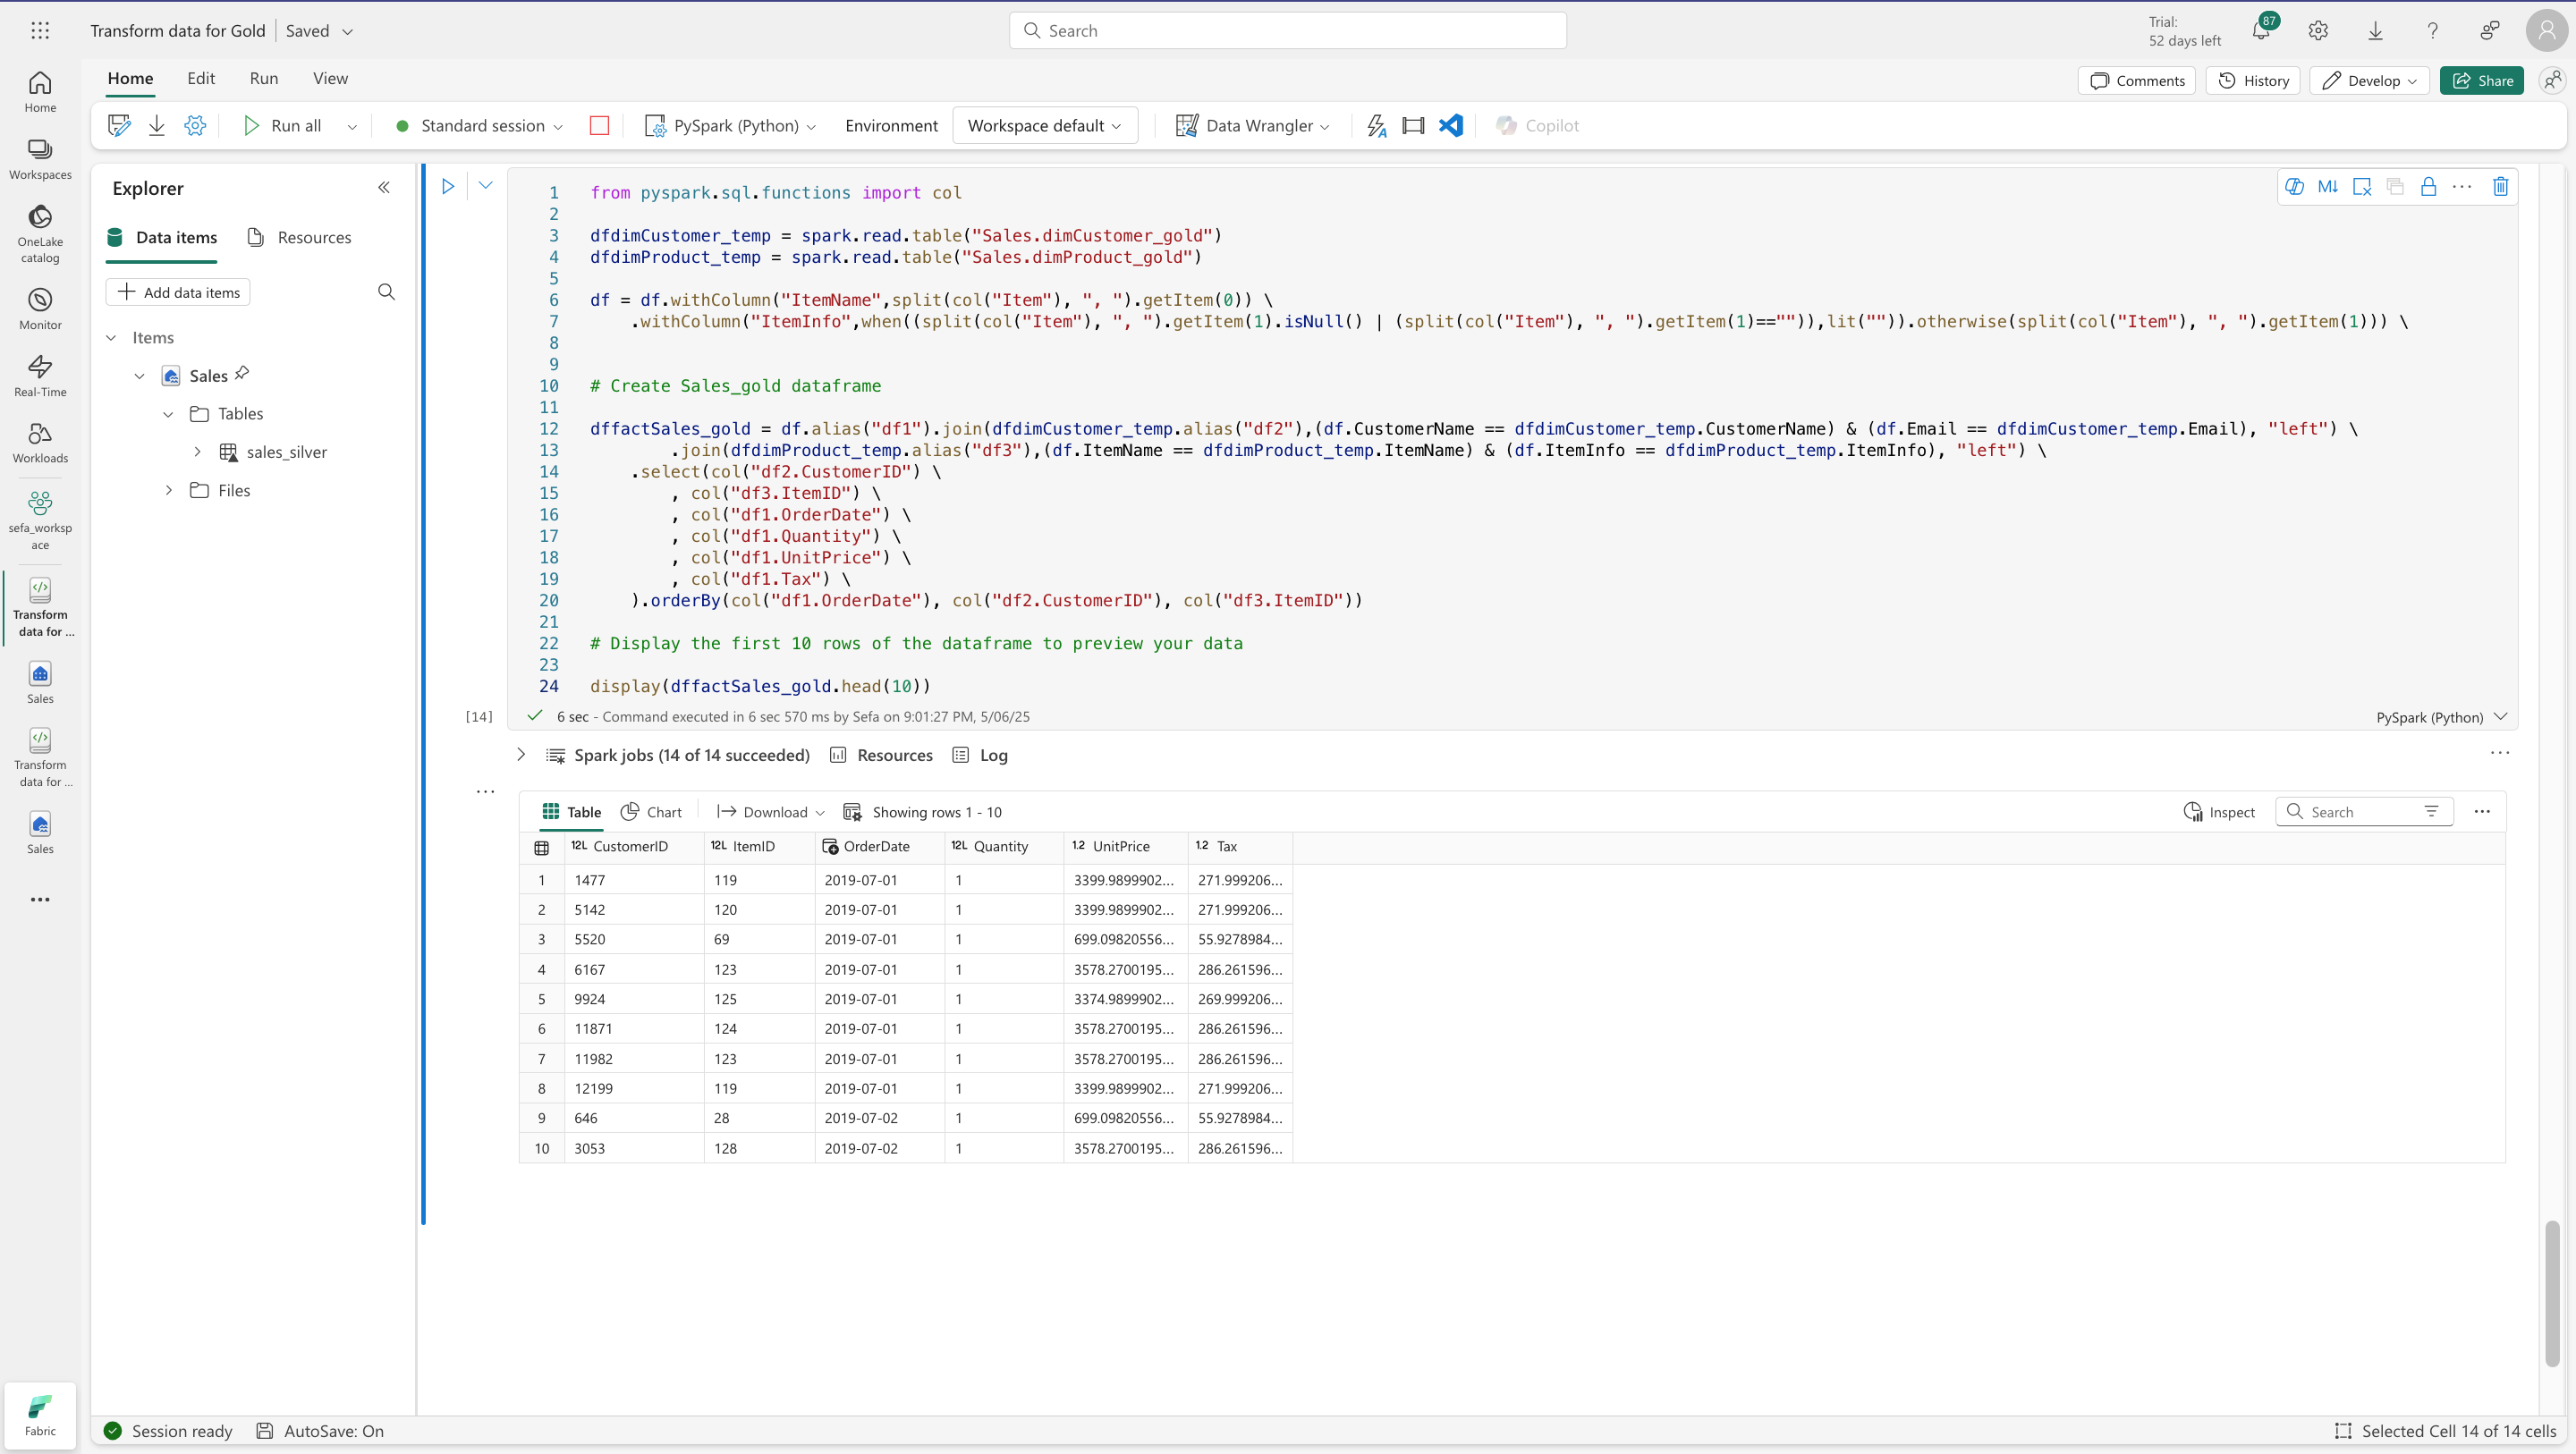 Transform data for Gold | Saved
Search
Trial:
52 days left
87
Home Edit Run View
Comments History Develop Share
Run all Standard session PySpark (Python) Environment Workspace default Data Wrangler Copilot
Home
Workspaces
OneLake
catalog
Monitor
Real-Time
Workloads
sefa_worksp
ace
Transform
data for ...
Sales
Transform
data for ...
Sales
Fabric
Explorer
Data items Resources
Add data items
Items
Sales
Tables
sales_silver
Files
1 from pyspark.sql.functions import col
2
3 dfdimCustomer_temp = spark.read.table("Sales.dimCustomer_gold")
4 dfdimProduct_temp = spark.read.table("Sales.dimProduct_gold")
5
6 df = df.withColumn("ItemName",split(col("Item"), ", ").getItem(0)) \
7     .withColumn("ItemInfo",when((split(col("Item"), ", ").getItem(1).isNull() | (split(col("Item"), ", ").getItem(1)=="")),lit("")).otherwise(split(col("Item"), ", ").getItem(1))) \
8
9
10 # Create Sales_gold dataframe
11
12 dffactSales_gold = df.alias("df1").join(dfdimCustomer_temp.alias("df2"),(df.CustomerName == dfdimCustomer_temp.CustomerName) & (df.Email == dfdimCustomer_temp.Email), "left") \
13         .join(dfdimProduct_temp.alias("df3"),(df.ItemName == dfdimProduct_temp.ItemName) & (df.ItemInfo == dfdimProduct_temp.ItemInfo), "left") \
14     .select(col("df2.CustomerID") \
15         , col("df3.ItemID") \
16         , col("df1.OrderDate") \
17         , col("df1.Quantity") \
18         , col("df1.UnitPrice") \
19         , col("df1.Tax") \
20     ).orderBy(col("df1.OrderDate"), col("df2.CustomerID"), col("df3.ItemID"))
21
22 # Display the first 10 rows of the dataframe to preview your data
23
24 display(dffactSales_gold.head(10))
M↓
[14] 6 sec - Command executed in 6 sec 570 ms by Sefa on 9:01:27 PM, 5/06/25 PySpark (Python)
Spark jobs (14 of 14 succeeded) Resources Log
Table Chart Download Showing rows 1 - 10 Inspect Search
12L CustomerID 12L ItemID OrderDate 12L Quantity 1.2 UnitPrice 1.2 Tax
1 1477 119 2019-07-01 1 3399.9899902... 271.999206...
2 5142 120 2019-07-01 1 3399.9899902... 271.999206...
3 5520 69 2019-07-01 1 699.09820556... 55.9278984...
4 6167 123 2019-07-01 1 3578.2700195... 286.261596...
5 9924 125 2019-07-01 1 3374.9899902... 269.999206...
6 11871 124 2019-07-01 1 3578.2700195... 286.261596...
7 11982 123 2019-07-01 1 3578.2700195... 286.261596...
8 12199 119 2019-07-01 1 3399.9899902... 271.999206...
9 646 28 2019-07-02 1 699.09820556... 55.9278984...
10 3053 128 2019-07-02 1 3578.2700195... 286.261596...
Session ready AutoSave: On Selected Cell 14 of 14 cells